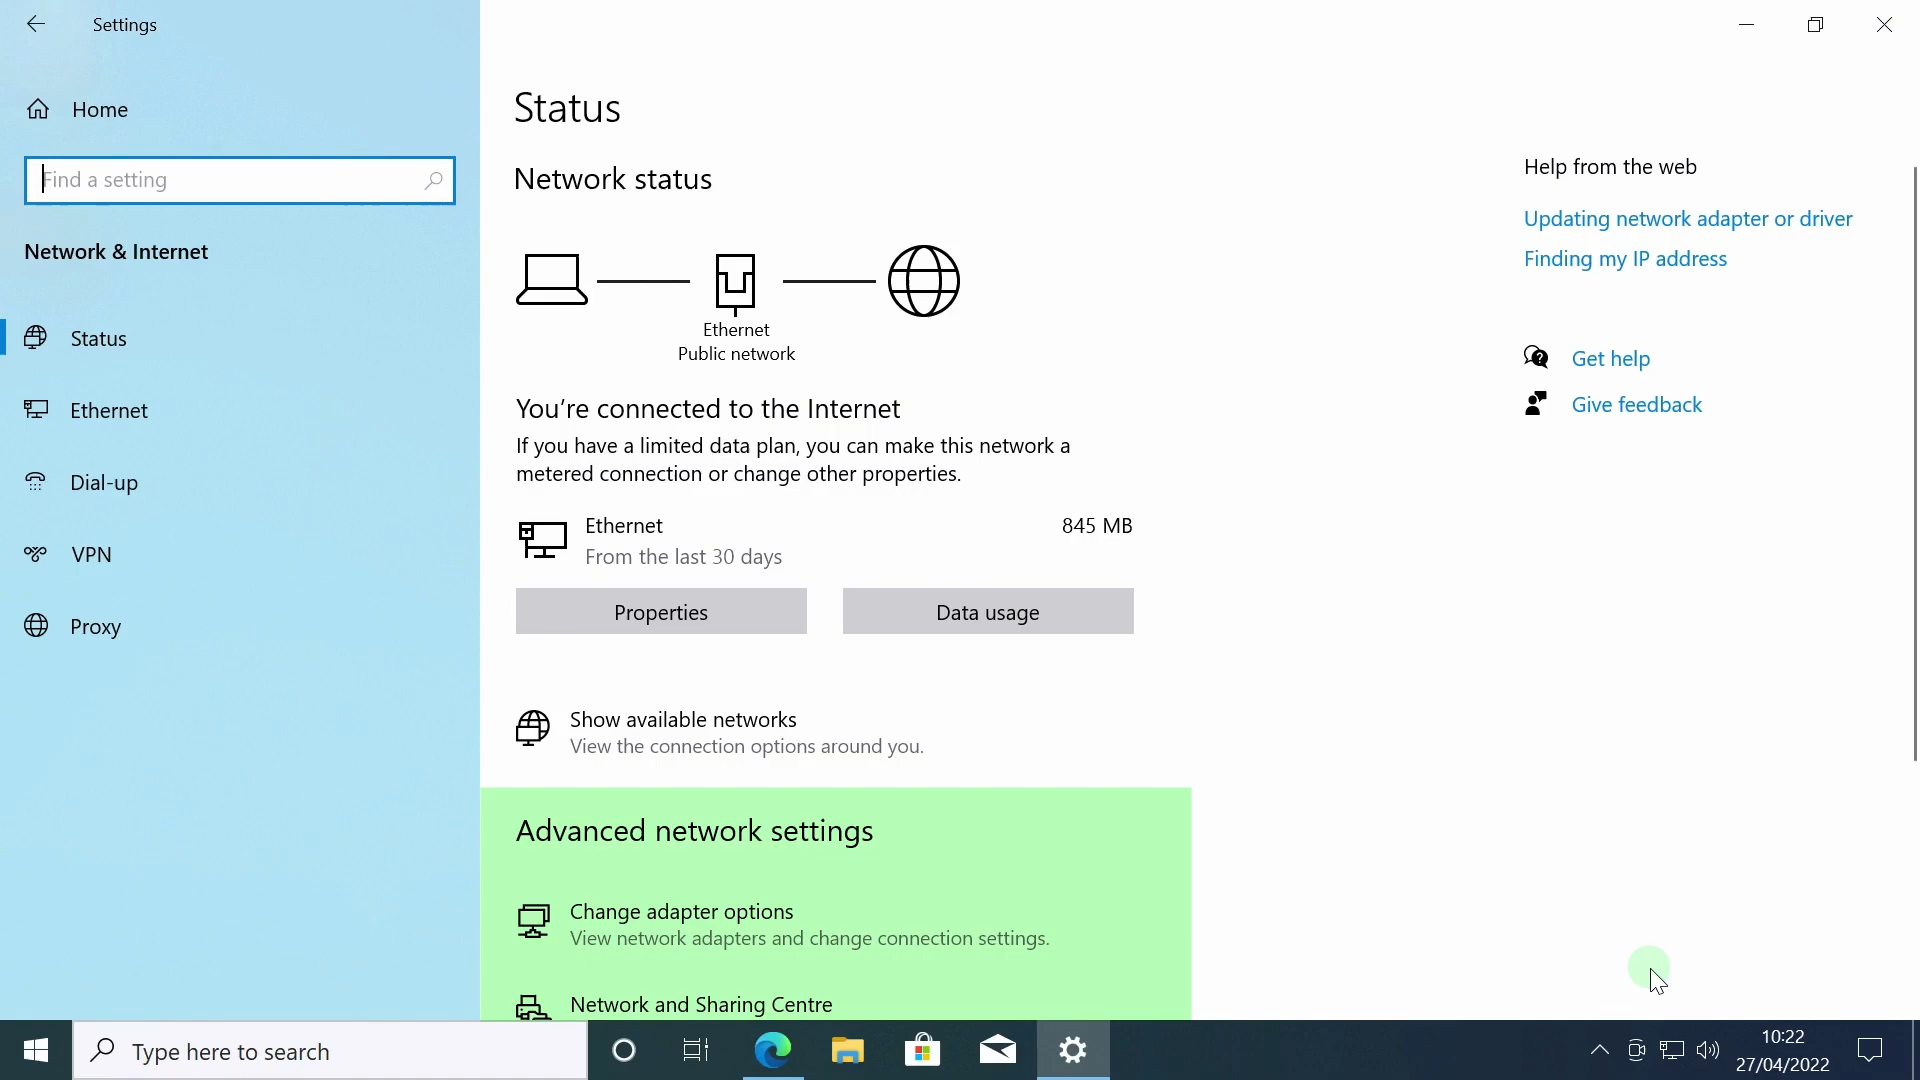 Settings
Home
Find a setting
Network & Internet
Status
Ethernet
Dial-up
VPN
Proxy
Status
Network status
Ethernet
Public network
You're connected to the Internet
If you have a limited data plan, you can make this network a
metered connection or change other properties.
Ethernet
845 MB
From the last 30 days
Properties
Data usage
Show available networks
View the connection options around you.
Advanced network settings
Change adapter options
View network adapters and change connection settings.
Network and Sharing Centre
Help from the web
Updating network adapter or driver
Finding my IP address
Get help
Give feedback
Type here to search
10:22
27/04/2022